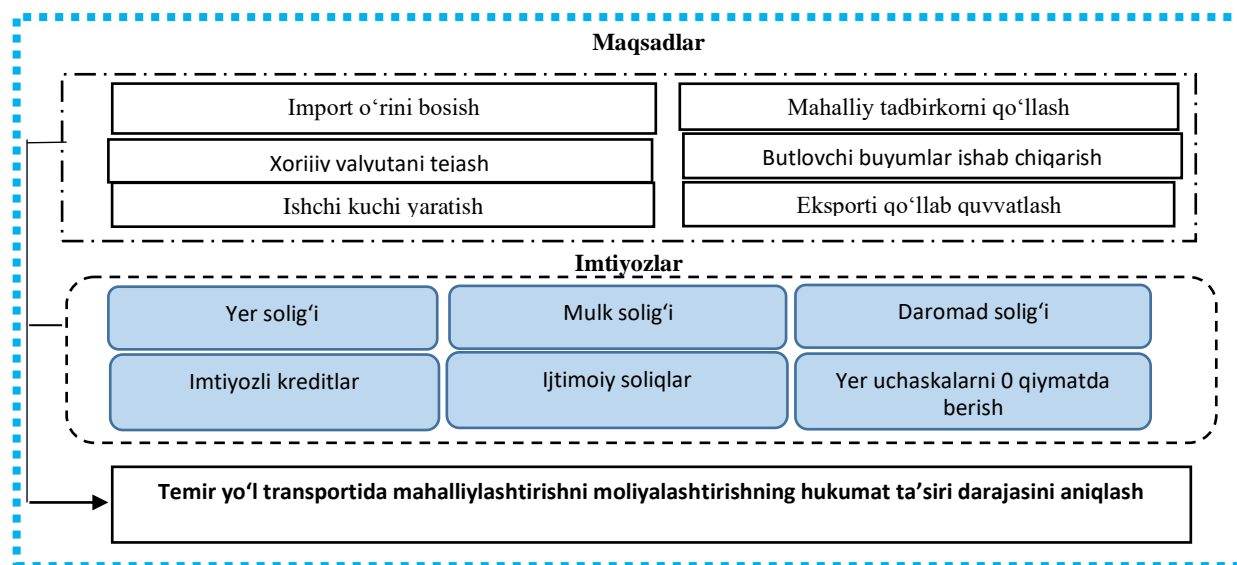 Maqsadlar
Import o‘rini bosish
Mahalliy tadbirkorni qo‘llash
Xorijiv valvutani tejash
Butlovchi buyumlar ishab chiqarish
Ishchi kuchi yaratish
Eksporti qo‘llab quvvatlash
Imtiyozlar
Yer solig‘i
Mulk solig‘i
Daromad solig‘i
Imtiyozli kreditlar
Ijtimoiy soliqlar
Yer uchaskalarni 0 qiymatda
berish
Temir yo‘l transportida mahalliylashtirishni moliyalashtirishning hukumat ta’siri darajasini aniqlash